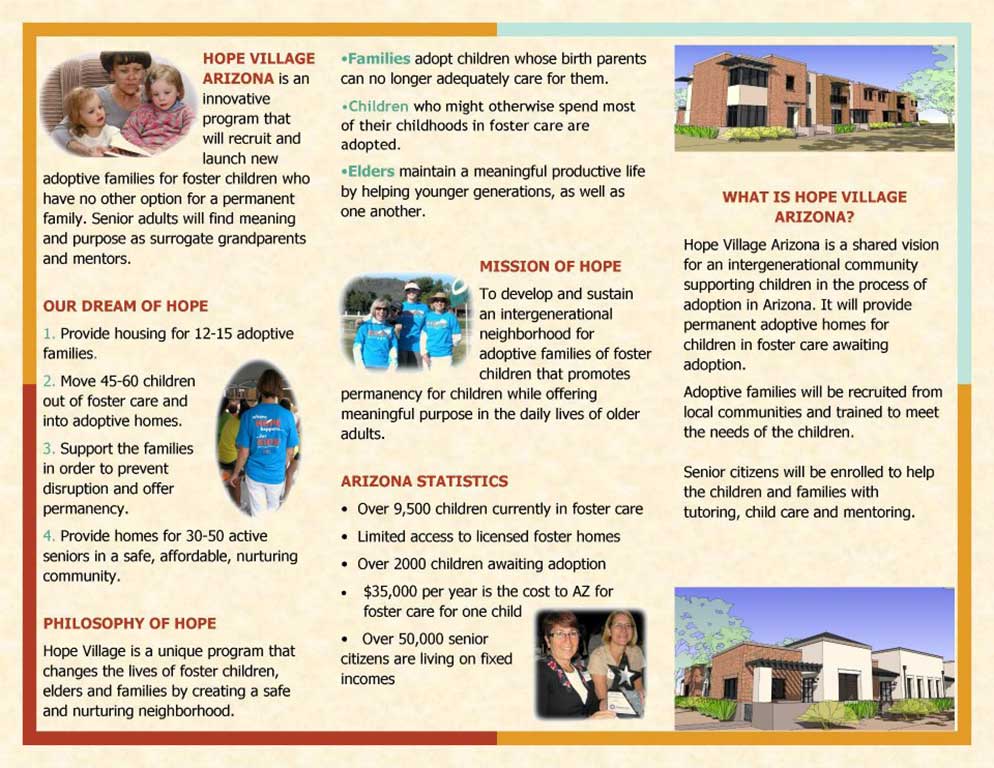 HOPE VILLAGE
ARIZONA is an
innovative
program that
will recruit and
launch new
adoptive families for foster children who
have no other option for a permanent
family. Senior adults will find meaning
and purpose as surrogate grandparents
and mentors.
OUR DREAM OF HOPE
1. Provide housing for 12-15 adoptive
families.
2. Move 45-60 children
out of foster care and
into adoptive homes.
3. Support the families
in order to prevent
disruption and offer
permanency.
4. Provide homes for 30-50 active
seniors in a safe, affordable, nurturing
community.
PHILOSOPHY OF HOPE
Hope Village is a unique program that
changes the lives of foster children,
elders and families by creating a safe
and nurturing neighborhood.
•Families adopt children whose birth parents
can no longer adequately care for them.
•Children who might otherwise spend most
of their childhoods in foster care are
adopted.
•Elders maintain a meaningful productive life
by helping younger generations, as well as
one another.
MISSION OF HOPE
To develop and sustain
an intergenerational
neighborhood for
adoptive families of foster
children that promotes
permanency for children while offering
meaningful purpose in the daily lives of older
adults.
ARIZONA STATISTICS
• Over 9,500 children currently in foster care
• Limited access to licensed foster homes
• Over 2000 children awaiting adoption
• $35,000 per year is the cost to AZ for
foster care for one child
• Over 50,000 senior
citizens are living on fixed
incomes
WHAT IS HOPE VILLAGE
ARIZONA?
Hope Village Arizona is a shared vision
for an intergenerational community
supporting children in the process of
adoption in Arizona. It will provide
permanent adoptive homes for
children in foster care awaiting
adoption.
Adoptive families will be recruited from
local communities and trained to meet
the needs of the children.
Senior citizens will be enrolled to help
the children and families with
tutoring, child care and mentoring.